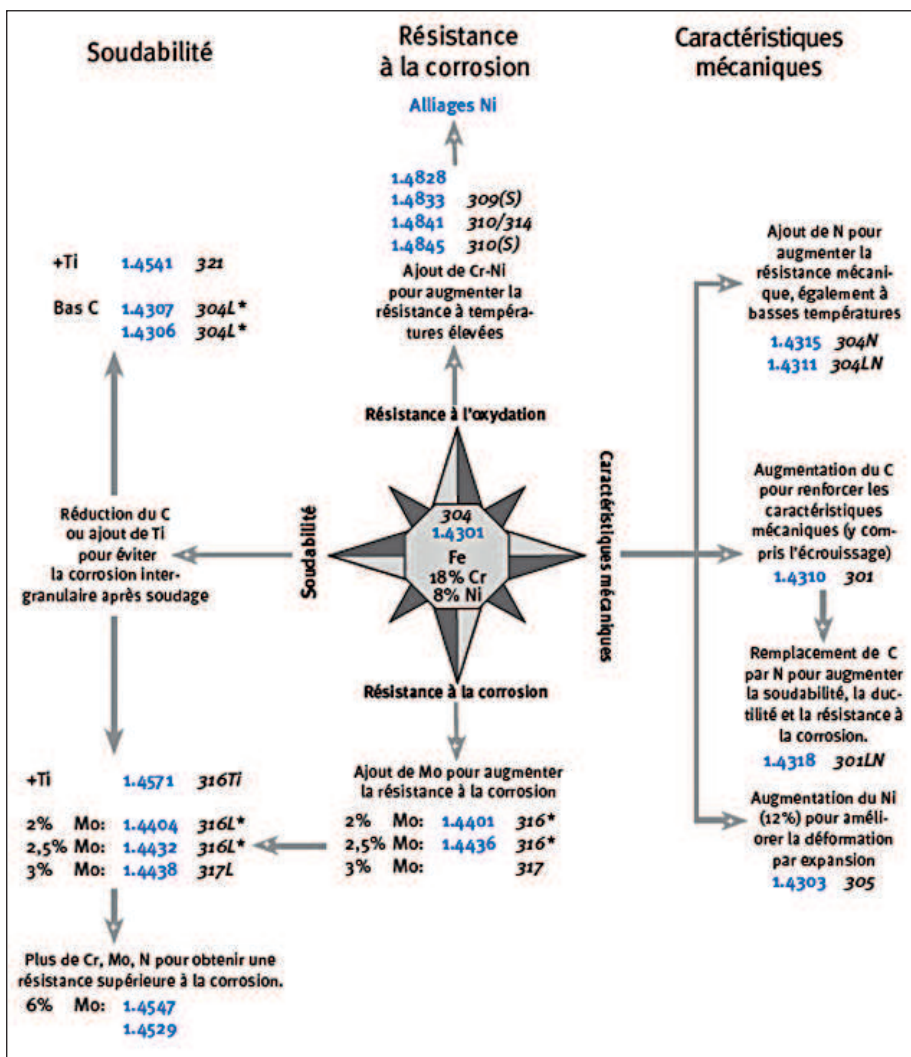 Soudabilité
Résistance
à la corrosion
Caractéristiques
mécaniques
Alliages Ni
1.4828
1.4833 309(S)
1.4841 310/314
1.4845 310(S)
Ajout de Cr-Ni
pour augmenter la
résistance à tempéra-
tures élevées
Résistance à l'oxydation
+Ti 1.4541 321
Bas C 1.4307 304L*
1.4306 304L*
Réduction du C
ou ajout de Ti
pour éviter
la corrosion inter-
granulaire après soudage
Soudabilité
304
1.4301
Fe
18% Cr
8% Ni
Caractéristiques mécaniques
Résistance à la corrosion
Ajout de N pour
augmenter la
résistance mécani-
que, également à
basses températures
1.4315 304N
1.4311 304LN
Augmentation du C
pour renforcer les
caractéristiques
mécaniques (y com-
pris l'écrouissage)
1.4310 301
Remplacement de C
par N pour augmenter
la soudabilité, la duc-
tilité et la résistance à
la corrosion.
1.4318 301LN
Augmentation du Ni
(12%) pour amélio-
rer la déformation
par expansion
1.4303 305
Ajout de Mo pour augmenter
la résistance à la corrosion
2% Mo: 1.4401 316*
2,5% Mo: 1.4436 316*
3% Mo: 317
+Ti 1.4571 316Ti
2% Mo: 1.4404 316L*
2,5% Mo: 1.4432 316L*
3% Mo: 1.4438 317L
Plus de Cr, Mo, N pour obtenir une
résistance supérieure à la corrosion.
6% Mo: 1.4547
1.4529